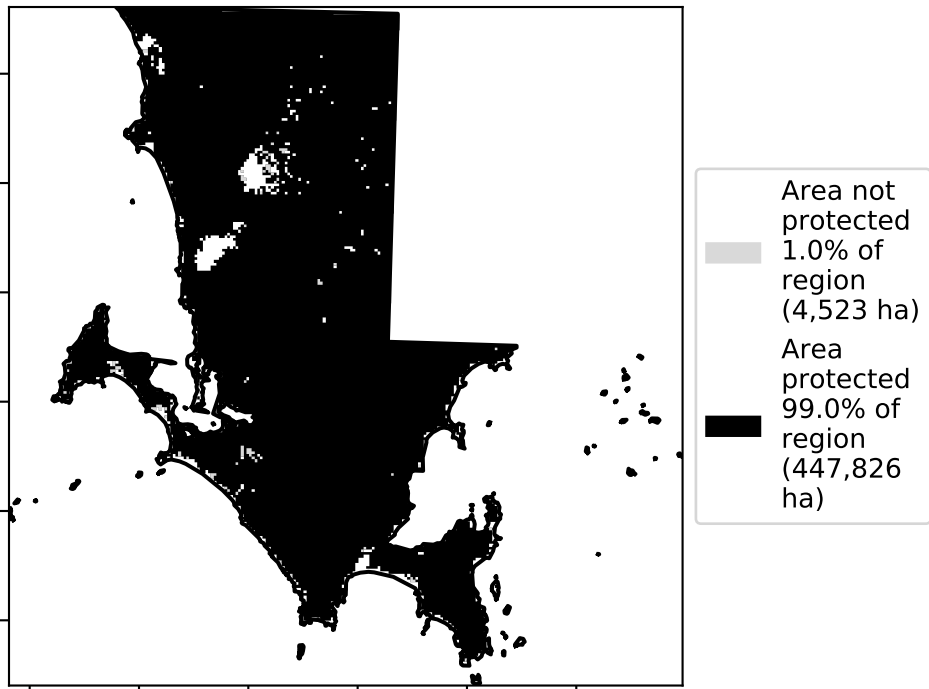 Area not
protected
1.0% of
region
(4,523 ha)
Area
protected
99.0% of
region
(447,826
ha)